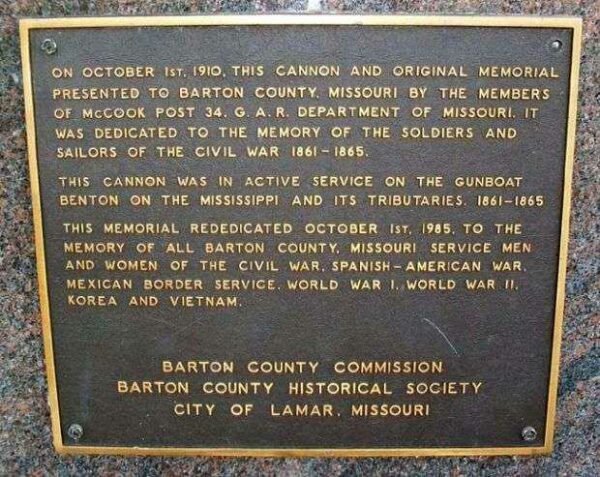 ON OCTOBER 1ST, 1910, THIS CANNON AND ORIGINAL MEMORIAL
PRESENTED TO BARTON COUNTY, MISSOURI BY THE MEMBERS
OF McCOOK POST 34, G. A. R. DEPARTMENT OF MISSOURI. IT
WAS DEDICATED TO THE MEMORY OF THE SOLDIERS AND
SAILORS OF THE CIVIL WAR 1861-1865.
THIS CANNON WAS IN ACTIVE SERVICE ON THE GUNBOAT
BENTON ON THE MISSISSIPPI AND ITS TRIBUTARIES. 1861-1865
THIS MEMORIAL REDEDICATED OCTOBER 1ST, 1985, TO THE
MEMORY OF ALL BARTON COUNTY, MISSOURI SERVICE MEN
AND WOMEN OF THE CIVIL WAR, SPANISH-AMERICAN WAR,
MEXICAN BORDER SERVICE, WORLD WAR I, WORLD WAR II,
KOREA AND VIETNAM.
BARTON COUNTY COMMISSION
BARTON COUNTY HISTORICAL SOCIETY
CITY OF LAMAR, MISSOURI